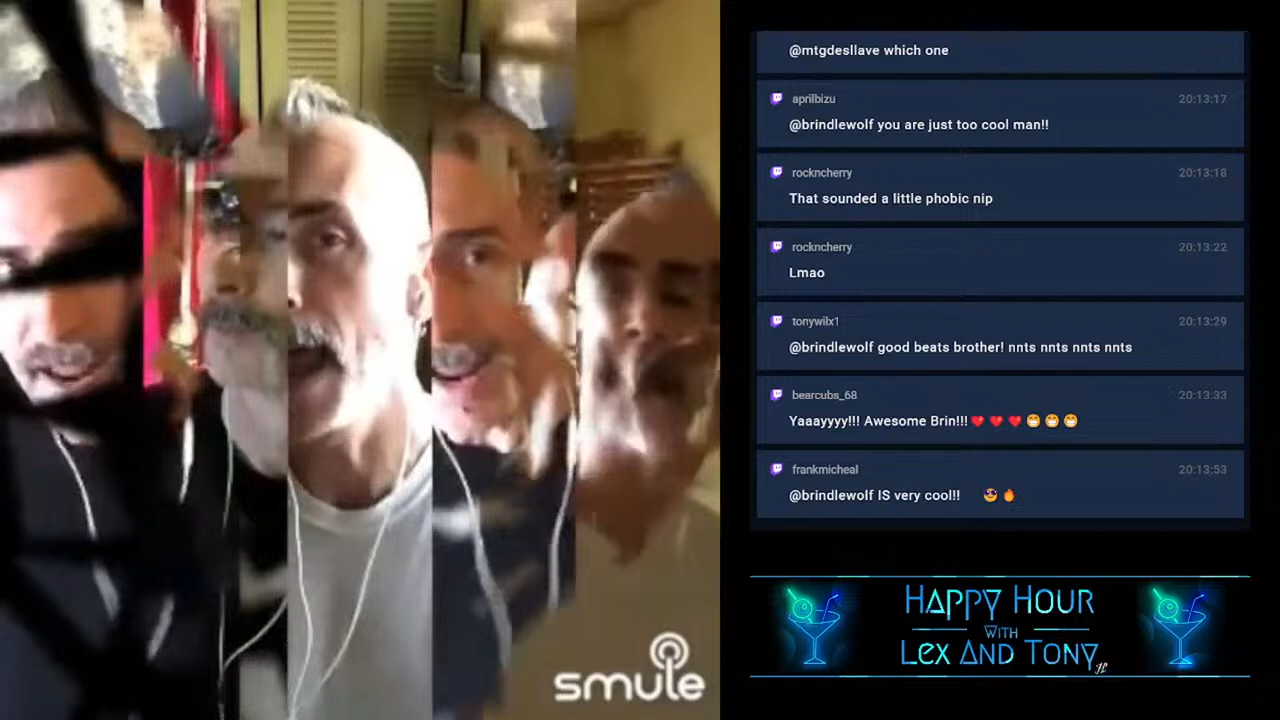 @mtgdesllave which one
aprilbizu 20:13:17
@brindlewolf you are just too cool man!!
rockncherry 20:13:18
That sounded a little phobic nip
rockncherry 20:13:22
Lmao
tonywilx1 20:13:29
@brindlewolf good beats brother! nnts nnts nnts nnts
bearcubs_68 20:13:33
Yaaayyyy!!! Awesome Brin!!!❤️❤️❤️😁😁😁
frankmicheal 20:13:53
@brindlewolf IS very cool!! 😎🔥
HAPPY HOUR
WITH
LEX AND TONY
smule